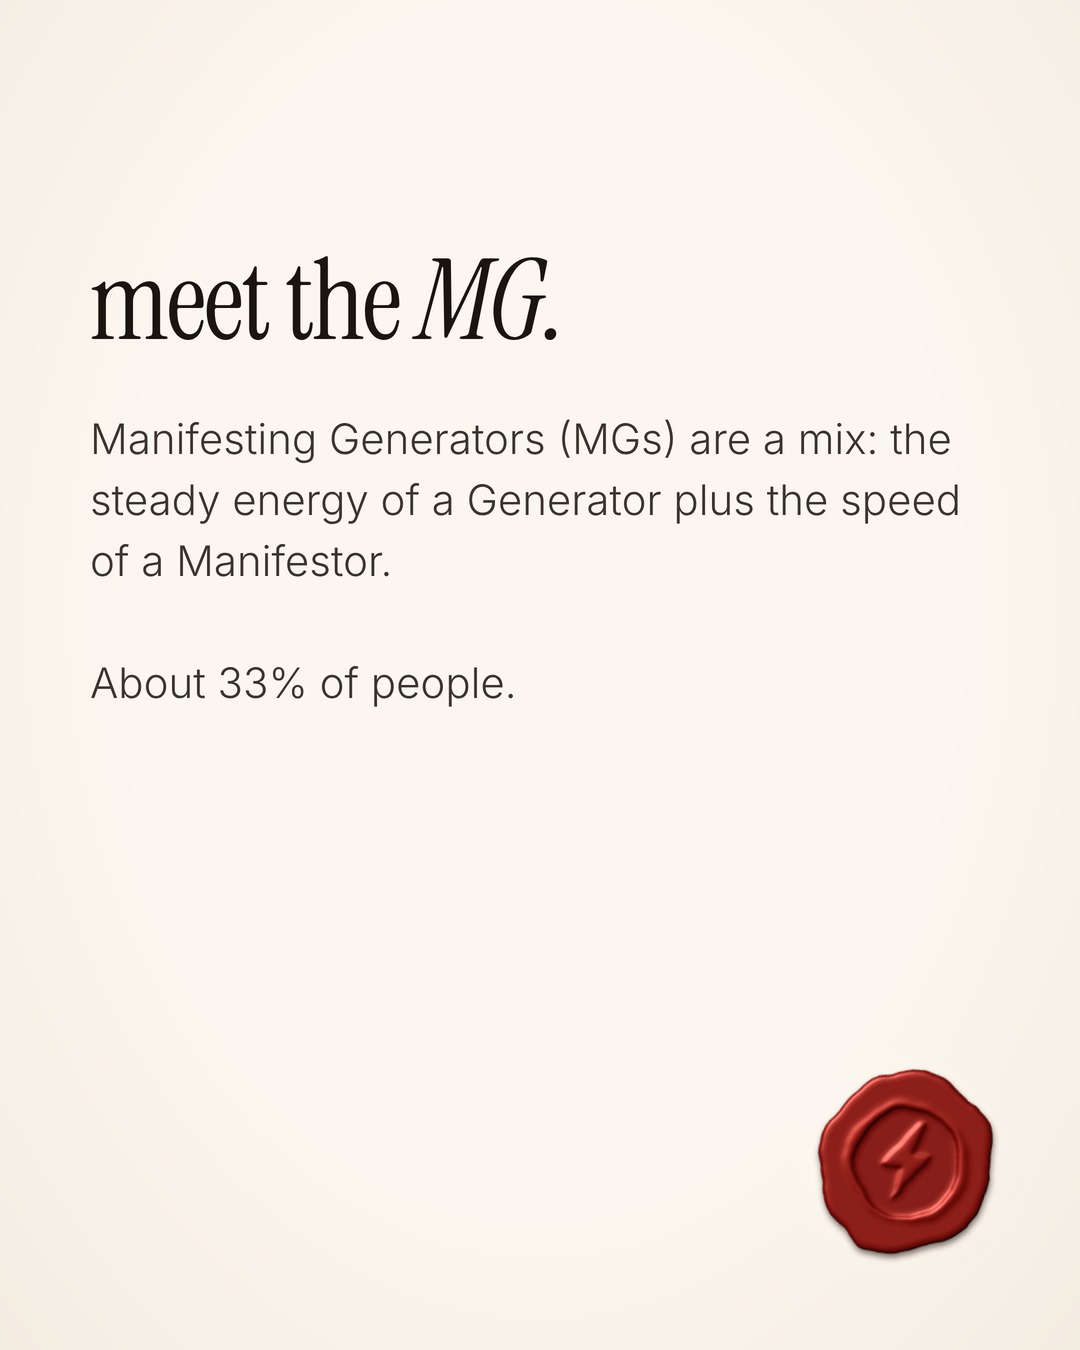 meet the MG.
Manifesting Generators (MGs) are a mix: the
steady energy of a Generator plus the speed
of a Manifestor.
About 33% of people.